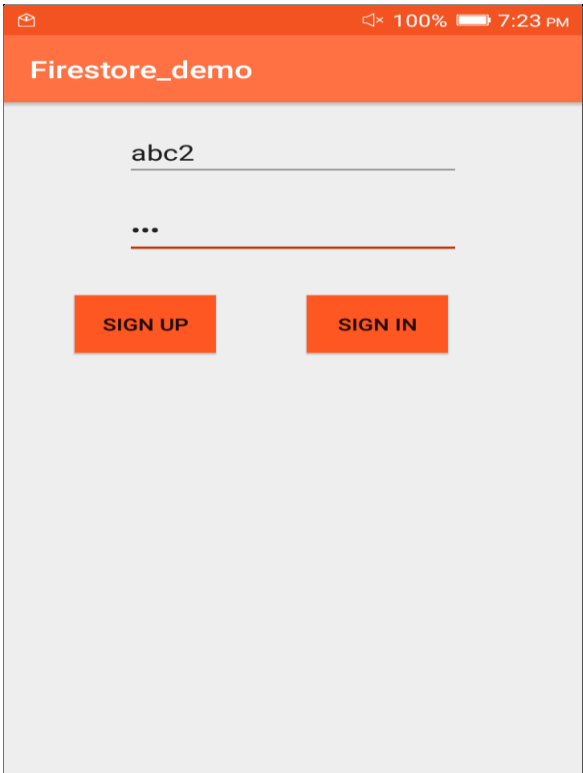 100% 7:23 PM
Firestore_demo
abc2
•••
SIGN UP SIGN IN